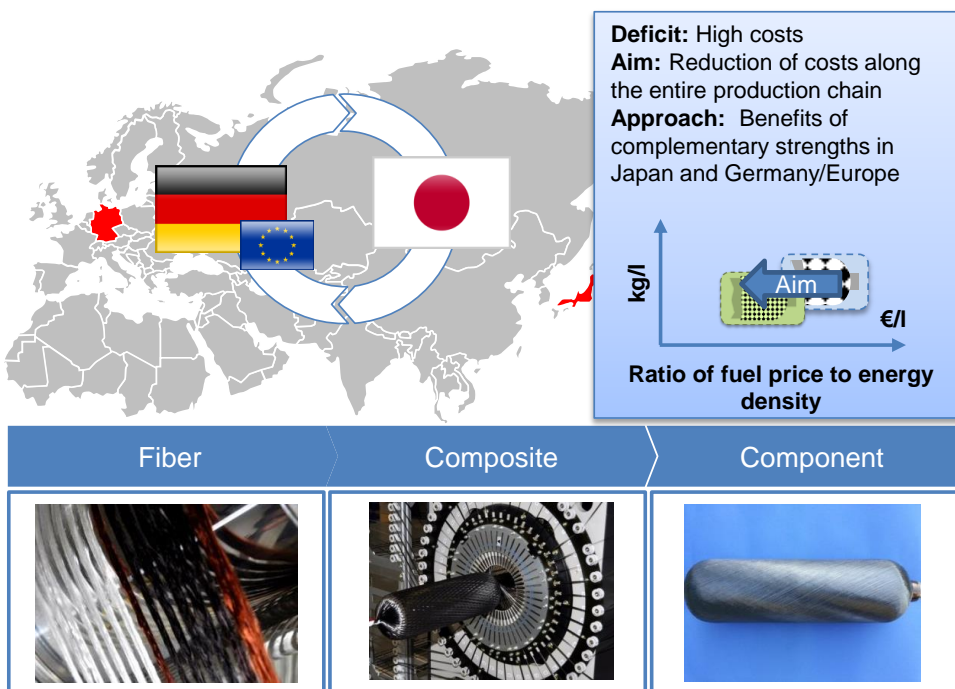 Deficit: High costs
Aim: Reduction of costs along
the entire production chain
Approach: Benefits of
complementary strengths in
Japan and Germany/Europe
kg/l
Aim
€/l
Ratio of fuel price to energy
density
Fiber
Composite
Component